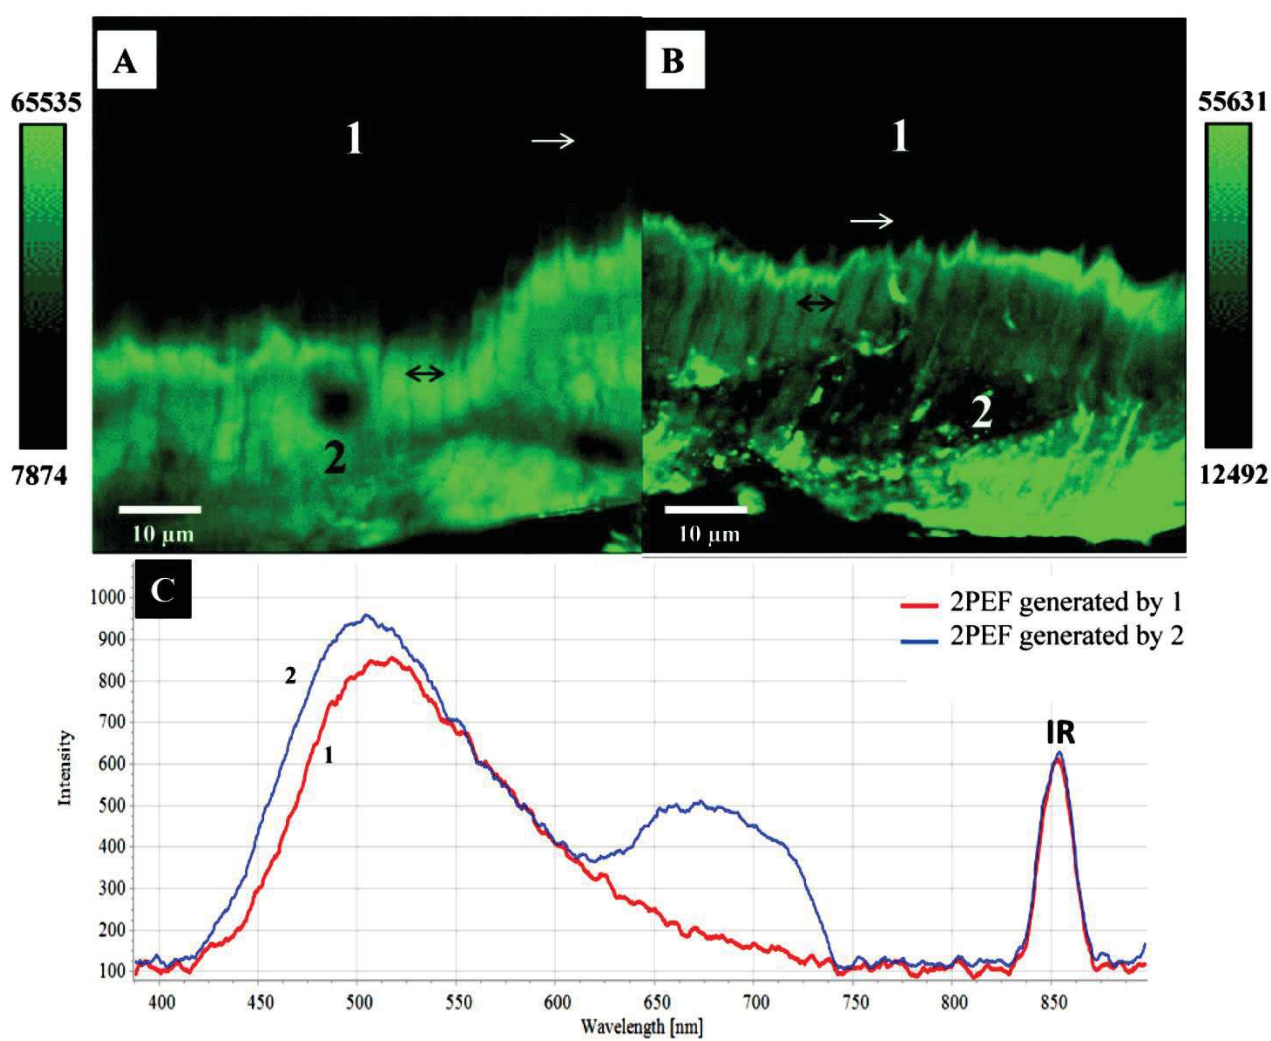 A
B
65535
7874
1
2
10 µm
1
2
10 µm
55631
12492
C
2PEF generated by 1
2PEF generated by 2
2
1
IR
Intensity
1000
900
800
700
600
500
400
300
200
100
400 450 500 550 600 650 700 750 800 850
Wavelength [nm]